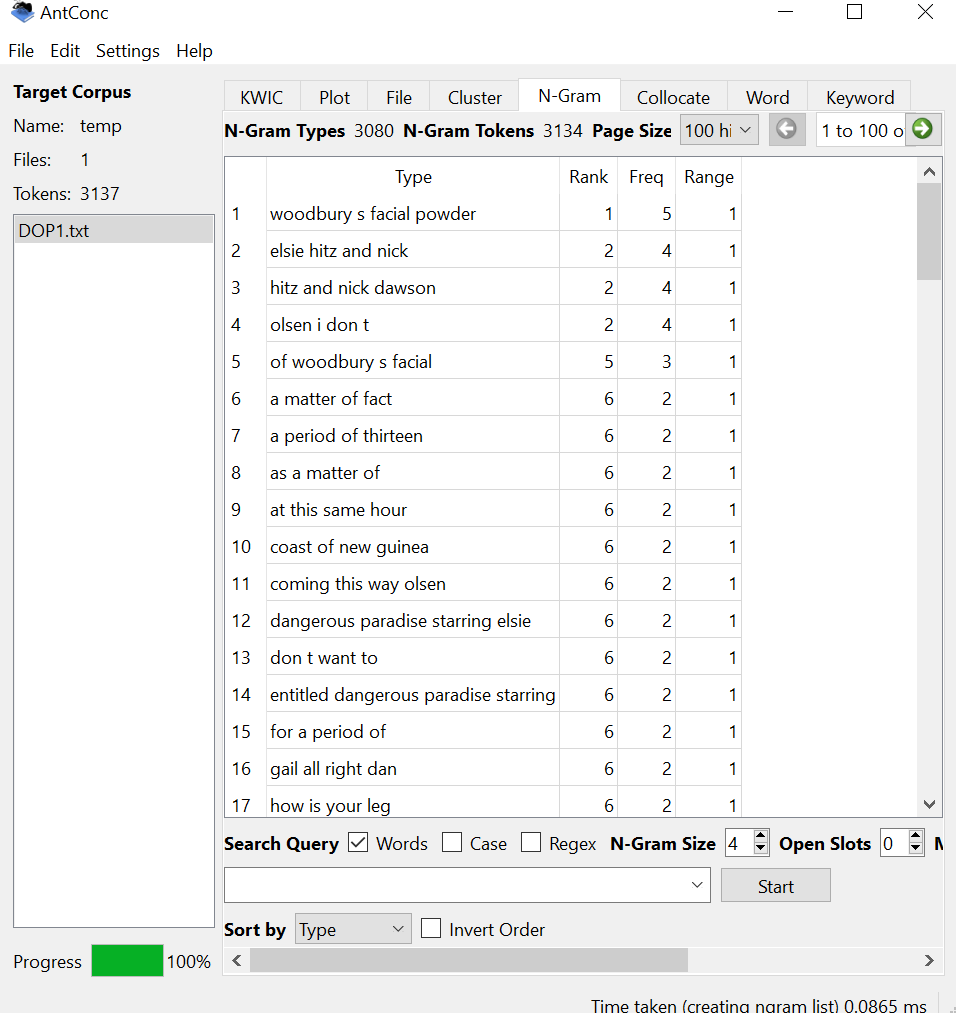 AntConc
File Edit Settings Help
Target Corpus
Name: temp
Files: 1
Tokens: 3137
DOP1.txt
Progress 100%
KWIC Plot File Cluster N-Gram Collocate Word Keyword
N-Gram Types 3080 N-Gram Tokens 3134 Page Size 100 hi 1 to 100 o
Type Rank Freq Range
1 woodbury s facial powder 1 5 1
2 elsie hitz and nick 2 4 1
3 hitz and nick dawson 2 4 1
4 olsen i don t 2 4 1
5 of woodbury s facial 5 3 1
6 a matter of fact 6 2 1
7 a period of thirteen 6 2 1
8 as a matter of 6 2 1
9 at this same hour 6 2 1
10 coast of new guinea 6 2 1
11 coming this way olsen 6 2 1
12 dangerous paradise starring elsie 6 2 1
13 don t want to 6 2 1
14 entitled dangerous paradise starring 6 2 1
15 for a period of 6 2 1
16 gail all right dan 6 2 1
17 how is your leg 6 2 1
Search Query Words Case Regex N-Gram Size 4 Open Slots 0 M
Start
Sort by Type Invert Order
Time taken (creating ngram list) 0.0865 ms